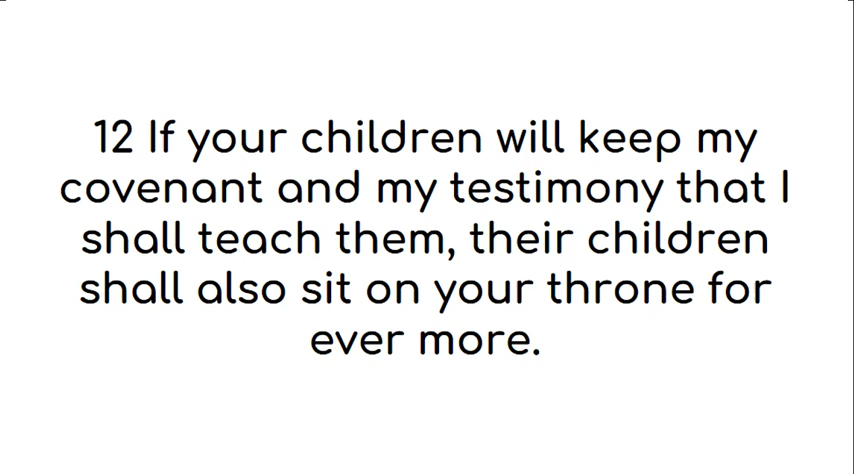 12 If your children will keep my
covenant and my testimony that I
shall teach them, their children
shall also sit on your throne for
ever more.